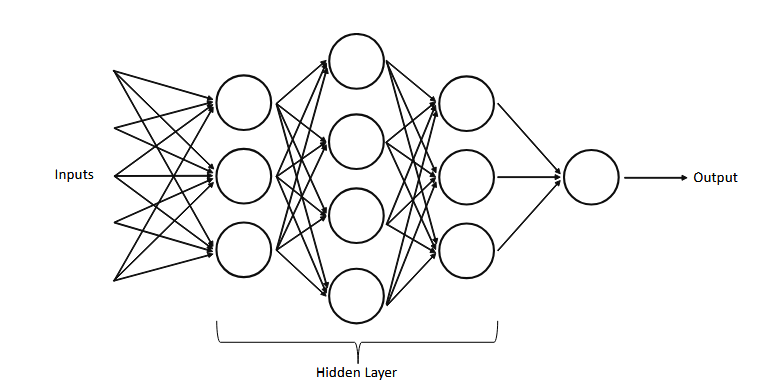 Inputs
Output
Hidden Layer